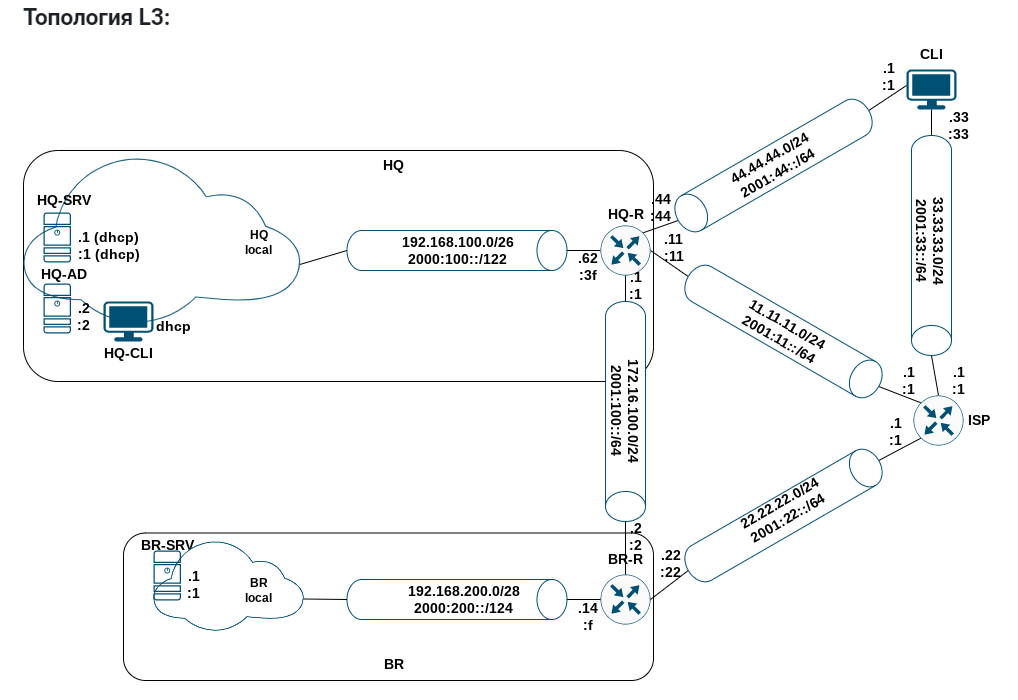 Топология L3:
CLI
.1
:1
.33
:33
44.44.44.0/24
2001:44::/64
33.33.33.0/24
2001:33::/64
HQ
HQ-SRV
.1 (dhcp)
:1 (dhcp)
HQ-AD
.2
:2
HQ-CLI
dhcp
HQ
local
192.168.100.0/26
2000:100::/122
.62
:3f
HQ-R
.44
:44
.11
:11
.1
:1
11.11.11.0/24
2001:11::/64
172.16.100.0/24
2001:100::/64
.1
:1
.1
:1
ISP
.1
:1
22.22.22.0/24
2001:22::/64
.2
:2
BR-R
.22
:22
BR-SRV
.1
:1
BR
local
192.168.200.0/28
2000:200::/124
.14
:f
BR